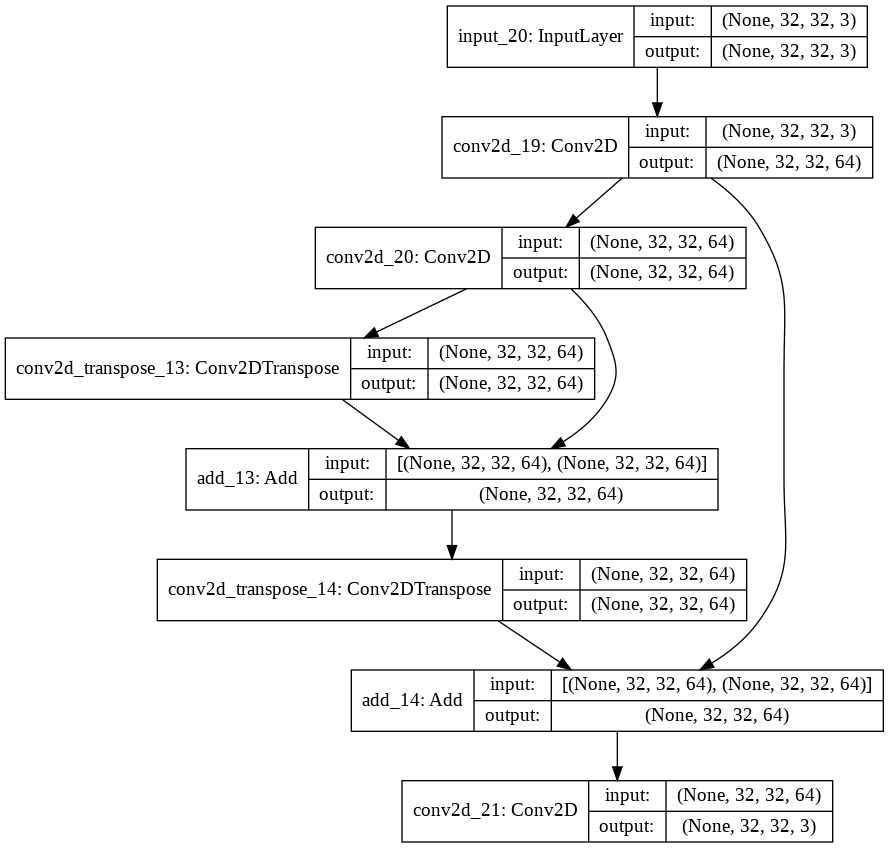 input_20: InputLayer
input: (None, 32, 32, 3)
output: (None, 32, 32, 3)
conv2d_19: Conv2D
input: (None, 32, 32, 3)
output: (None, 32, 32, 64)
conv2d_20: Conv2D
input: (None, 32, 32, 64)
output: (None, 32, 32, 64)
conv2d_transpose_13: Conv2DTranspose
input: (None, 32, 32, 64)
output: (None, 32, 32, 64)
add_13: Add
input: [(None, 32, 32, 64), (None, 32, 32, 64)]
output: (None, 32, 32, 64)
conv2d_transpose_14: Conv2DTranspose
input: (None, 32, 32, 64)
output: (None, 32, 32, 64)
add_14: Add
input: [(None, 32, 32, 64), (None, 32, 32, 64)]
output: (None, 32, 32, 64)
conv2d_21: Conv2D
input: (None, 32, 32, 64)
output: (None, 32, 32, 3)